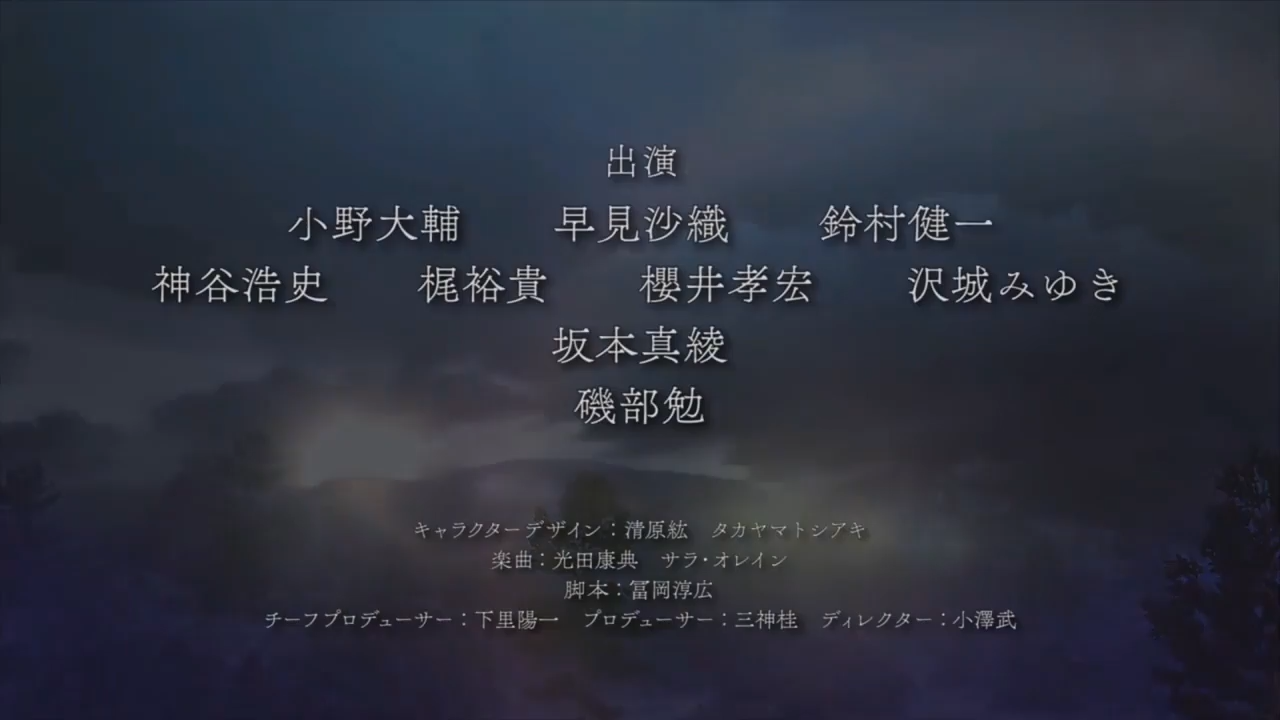 出演
小野大輔　早見沙織　鈴村健一
神谷浩史　梶裕貴　櫻井孝宏　沢城みゆき
坂本真綾
磯部勉
キャラクターデザイン：清原紘　タカヤマトシアキ
楽曲：光田康典　サラ・オレイン
脚本：冨岡淳広
チーフプロデューサー：下里陽一　プロデューサー：三神桂　ディレクター：小澤武